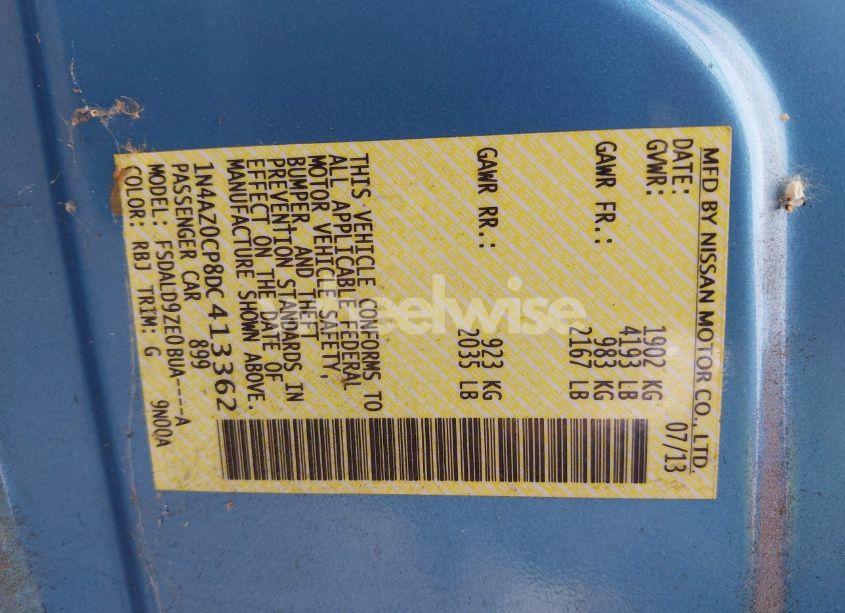 MFD BY NISSAN MOTOR CO., LTD.
DATE: 07/13
GVWR: 1902 KG
4193 LB
GAWR FR.: 983 KG
2167 LB
GAWR RR.: 923 KG
2035 LB
THIS VEHICLE CONFORMS TO
ALL APPLICABLE FEDERAL
MOTOR VEHICLE SAFETY,
BUMPER, AND THEFT
PREVENTION STANDARDS IN
EFFECT ON THE DATE OF
MANUFACTURE SHOWN ABOVE.
1N4AZ0CP8DC413362
PASSENGER CAR 899
MODEL: FSDALD9ZE0BUA----A
COLOR: RBJ TRIM: G 9N00A
wheelwise